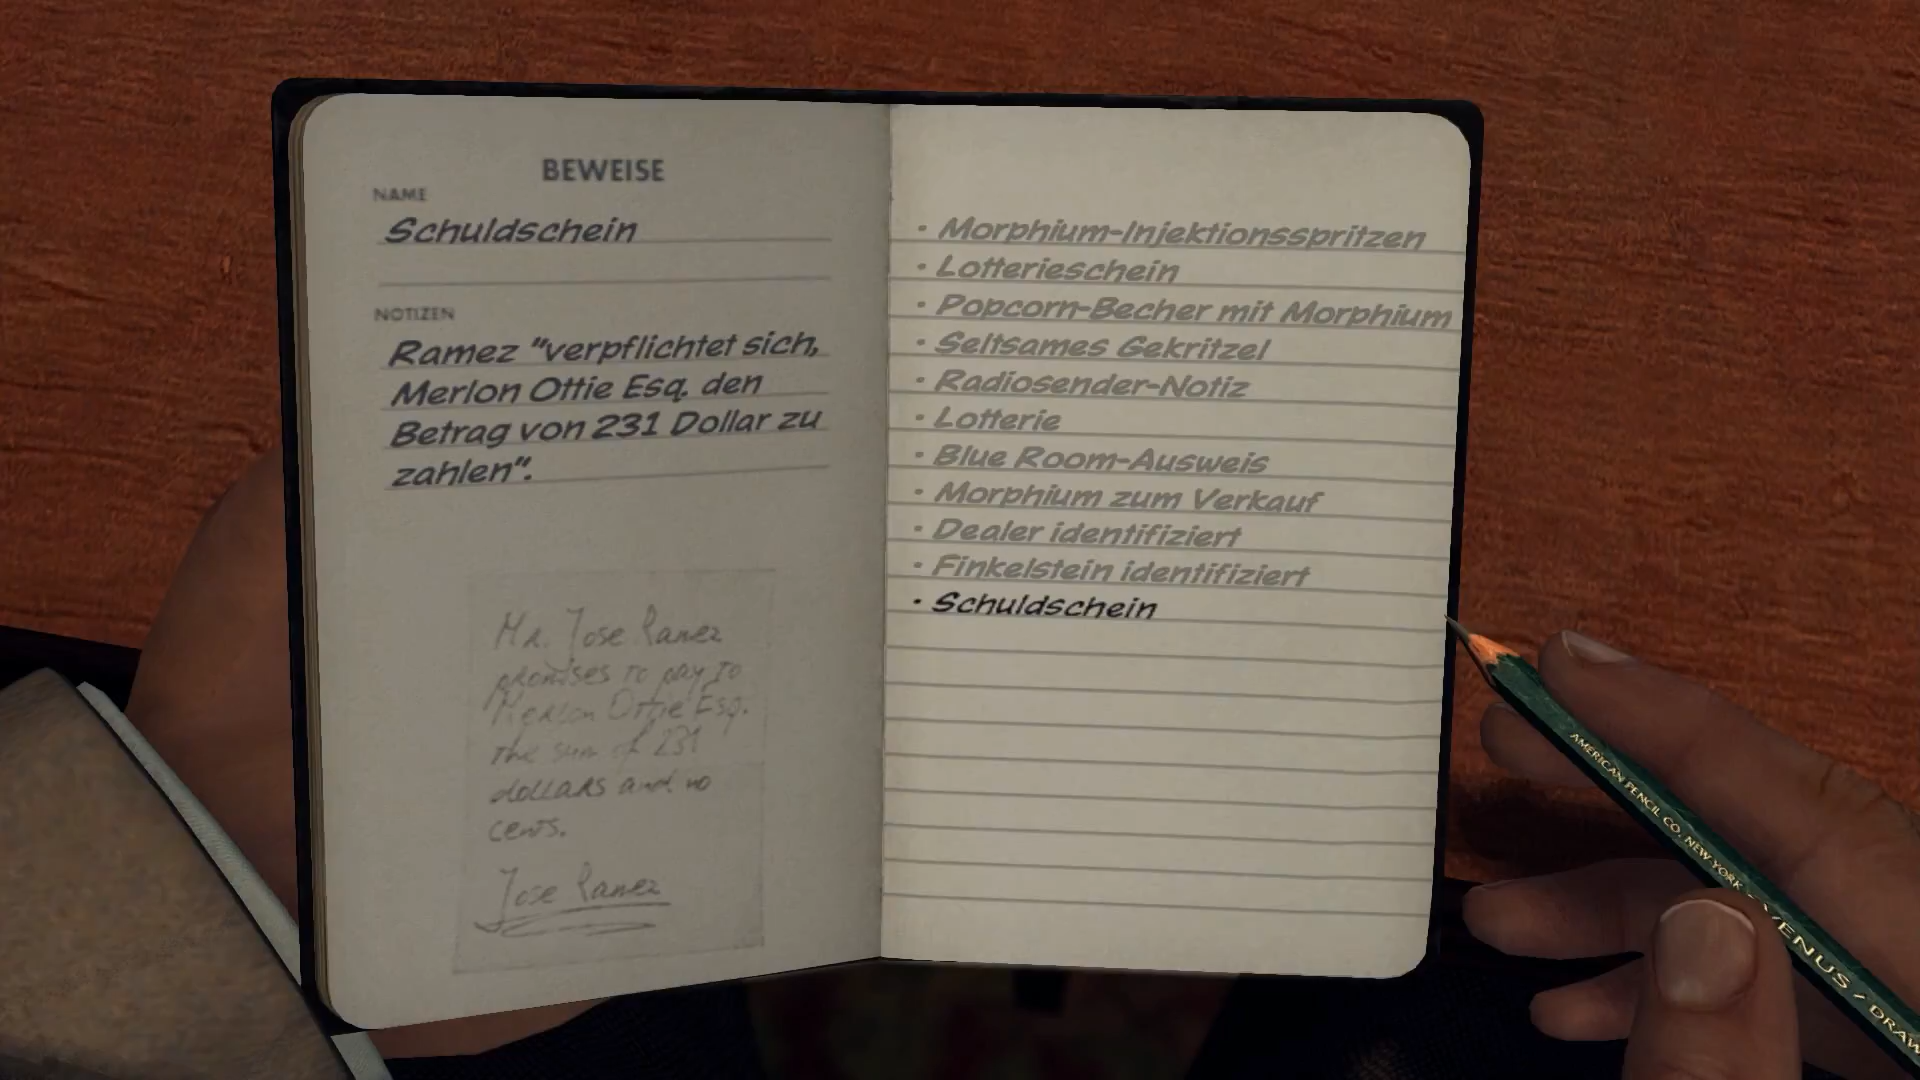 BEWEISE
NAME
Schuldschein
NOTIZEN
Ramez "verpflichtet sich,
Merlon Ottie Esq. den
Betrag von 231 Dollar zu
zahlen".
Mr. Jose Ramez
promises to pay to
Merlon Ottie Esq.
the sum of 231
dollars and no
cents.
Jose Ramez
• Morphium-Injektionsspritzen
• Lotterieschein
• Popcorn-Becher mit Morphium
• Seltsames Gekritzel
• Radiosender-Notiz
• Lotterie
• Blue Room-Ausweis
• Morphium zum Verkauf
• Dealer identifiziert
• Finkelstein identifiziert
• Schuldschein
AMERICAN PENCIL CO. NEW YORK VENUS / DRAW